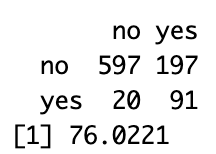 no yes
no 597 197
yes 20 91
[1] 76.0221